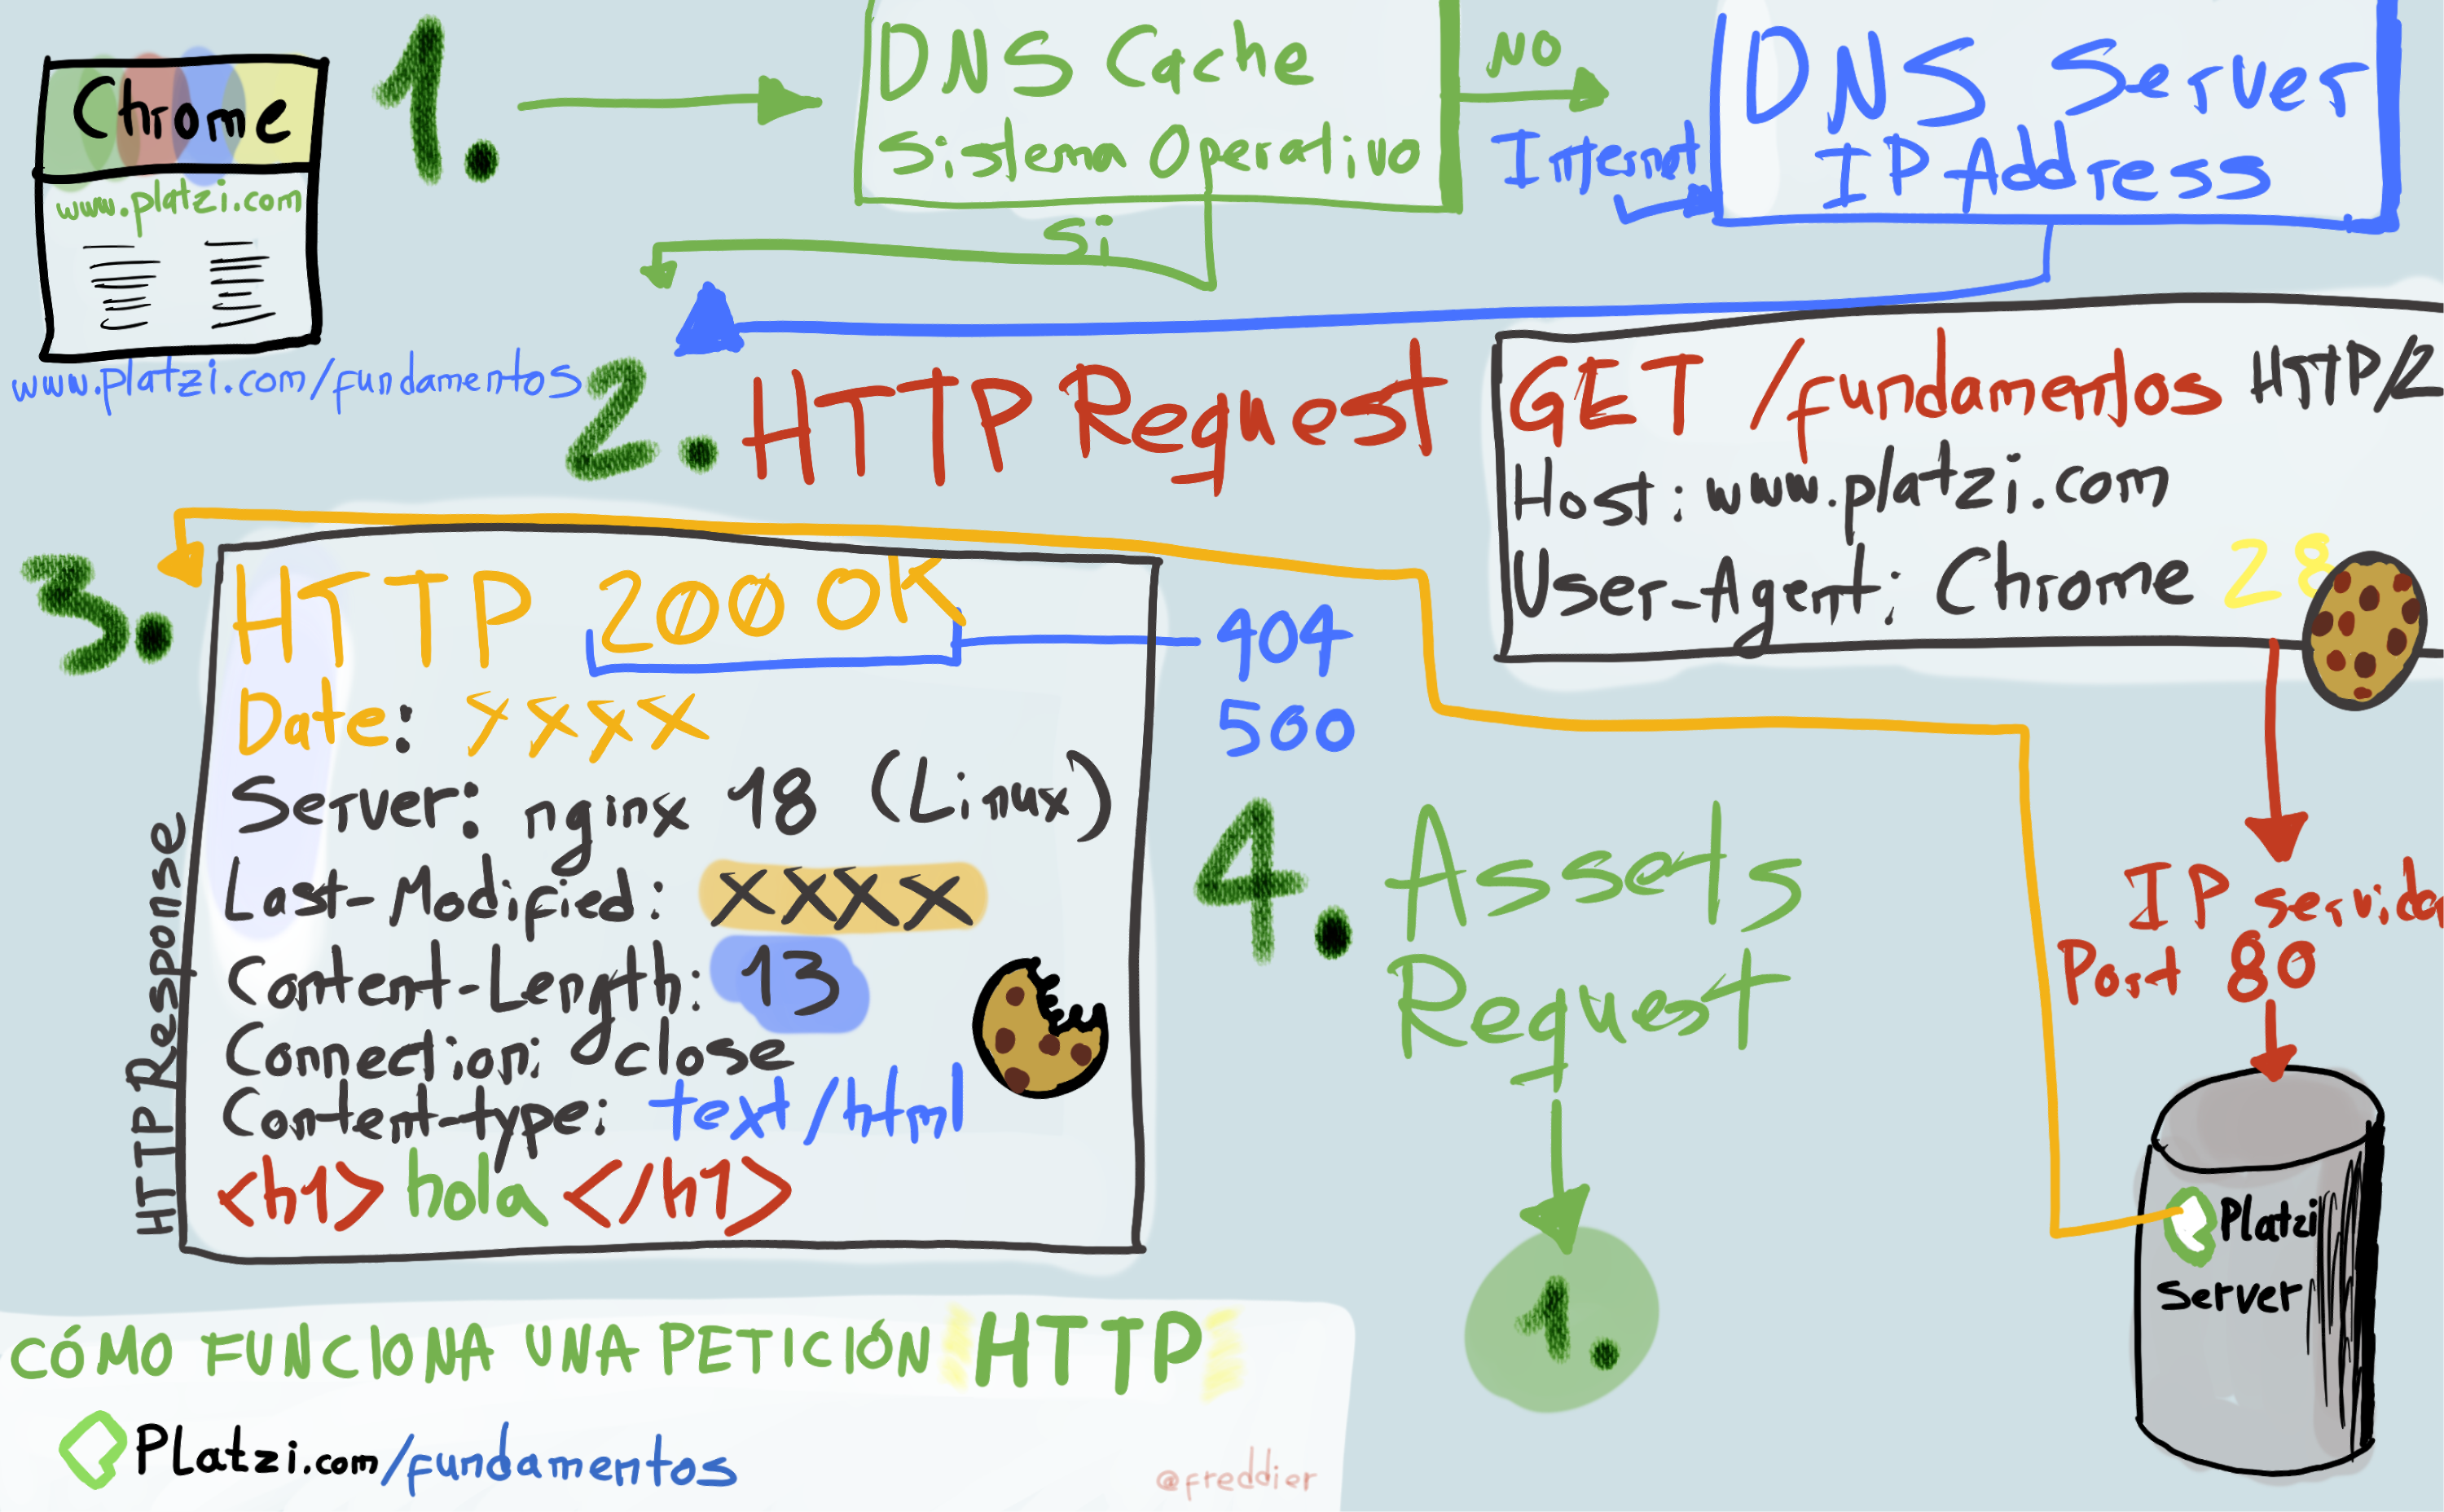 Chrome
www.platzi.com
www.platzi.com/fundamentos
1.
DNS Cache
Sistema Operativo
NO
Internet
Si
DNS Server
IP Address
2. HTTP Request
GET /fundamentos HTTP/2
Host: www.platzi.com
User-Agent: Chrome 28
IP servido
Port 80
Platzi
Server
3.
HTTP Response
HTTP 200 OK
404
500
Date: xxxx
Server: nginx 18 (Linux)
Last-Modified: xxxx
Content-Length: 13
Connection: close
Content-type: text/html
<h1> hola </h1>
4. Assets
Request
1.
CÓMO FUNCIONA UNA PETICIÓN HTTP
Platzi.com/fundamentos
@freddier